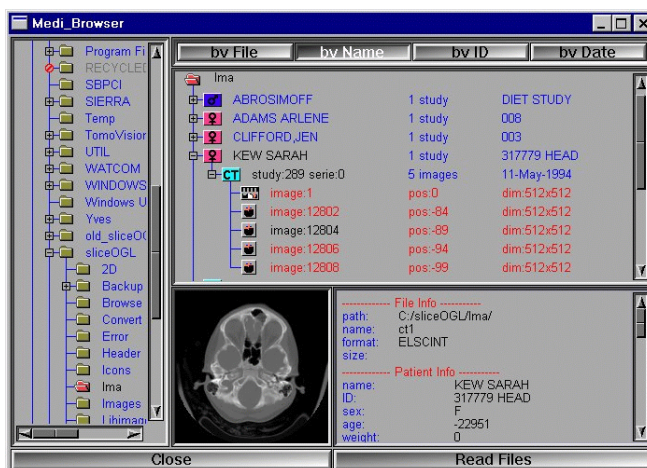 Medi_Browser
Program Fi
RECYCLED
SBPCI
SIERRA
Temp
TomoVision
UTIL
WATCOM
WINDOWS
Windows U
Yves
old_sliceO
sliceOGL
2D
Backup
Browse
Convert
Error
Header
Icons
Ima
Images
Libimag
by File by Name by ID by Date
Ima
ABROSIMOFF 1 study DIET STUDY
ADAMS ARLENE 1 study 008
CLIFFORD,JEN 1 study 003
KEW SARAH 1 study 317779 HEAD
CT study:289 serie:0 5 images 11-May-1994
image:1 pos:0 dim:512x512
image:12802 pos:-84 dim:512x512
image:12804 pos:-89 dim:512x512
image:12806 pos:-94 dim:512x512
image:12808 pos:-99 dim:512x512
------------ File Info ----------
path: C:/sliceOGL/Ima/
name: ct1
format: ELSCINT
size:
------------ Patient Info ----------
name: KEW SARAH
ID: 317779 HEAD
sex: F
age: -22951
weight: 0
Close Read Files